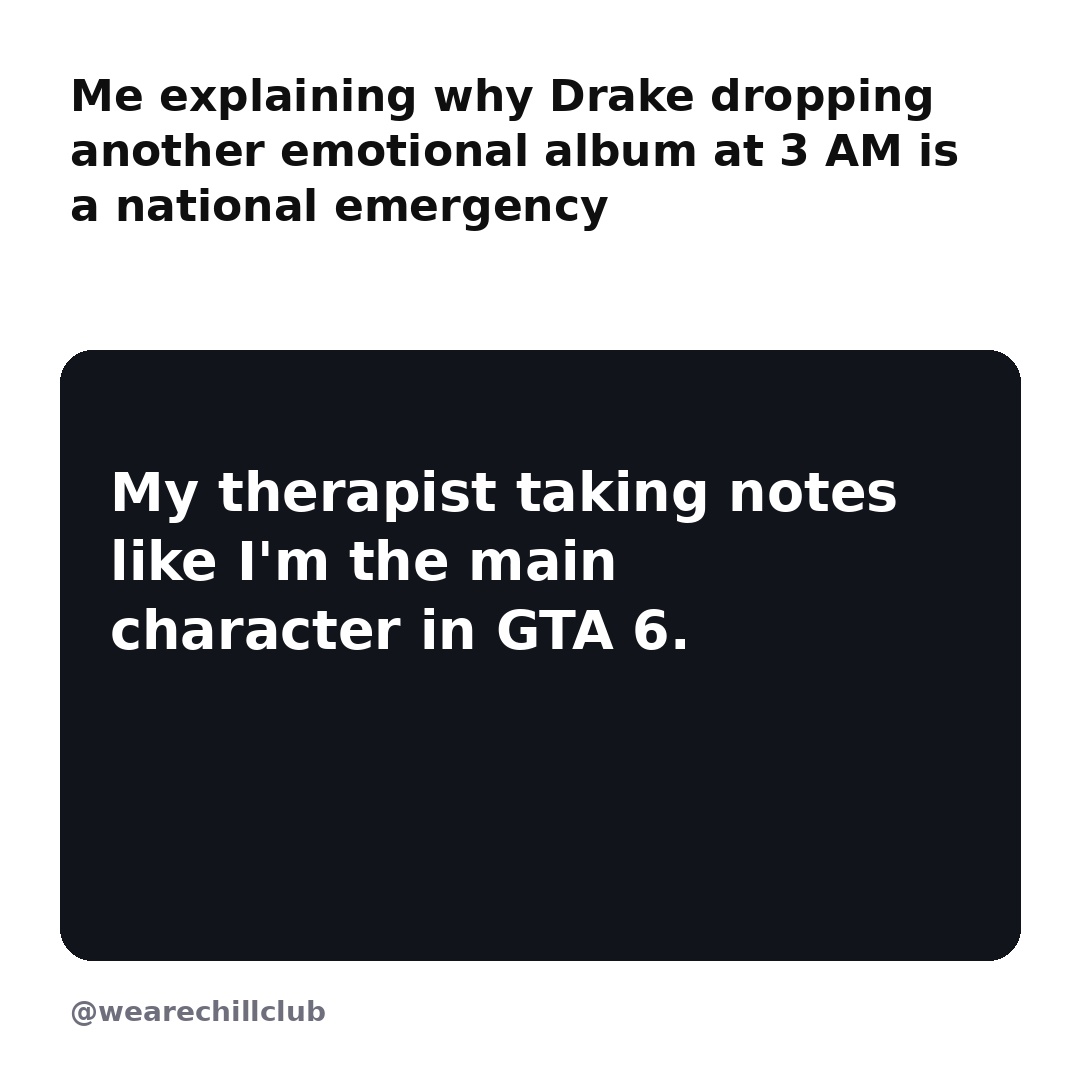 Me explaining why Drake dropping
another emotional album at 3 AM is
a national emergency
My therapist taking notes
like I'm the main
character in GTA 6.
@wearechillclub